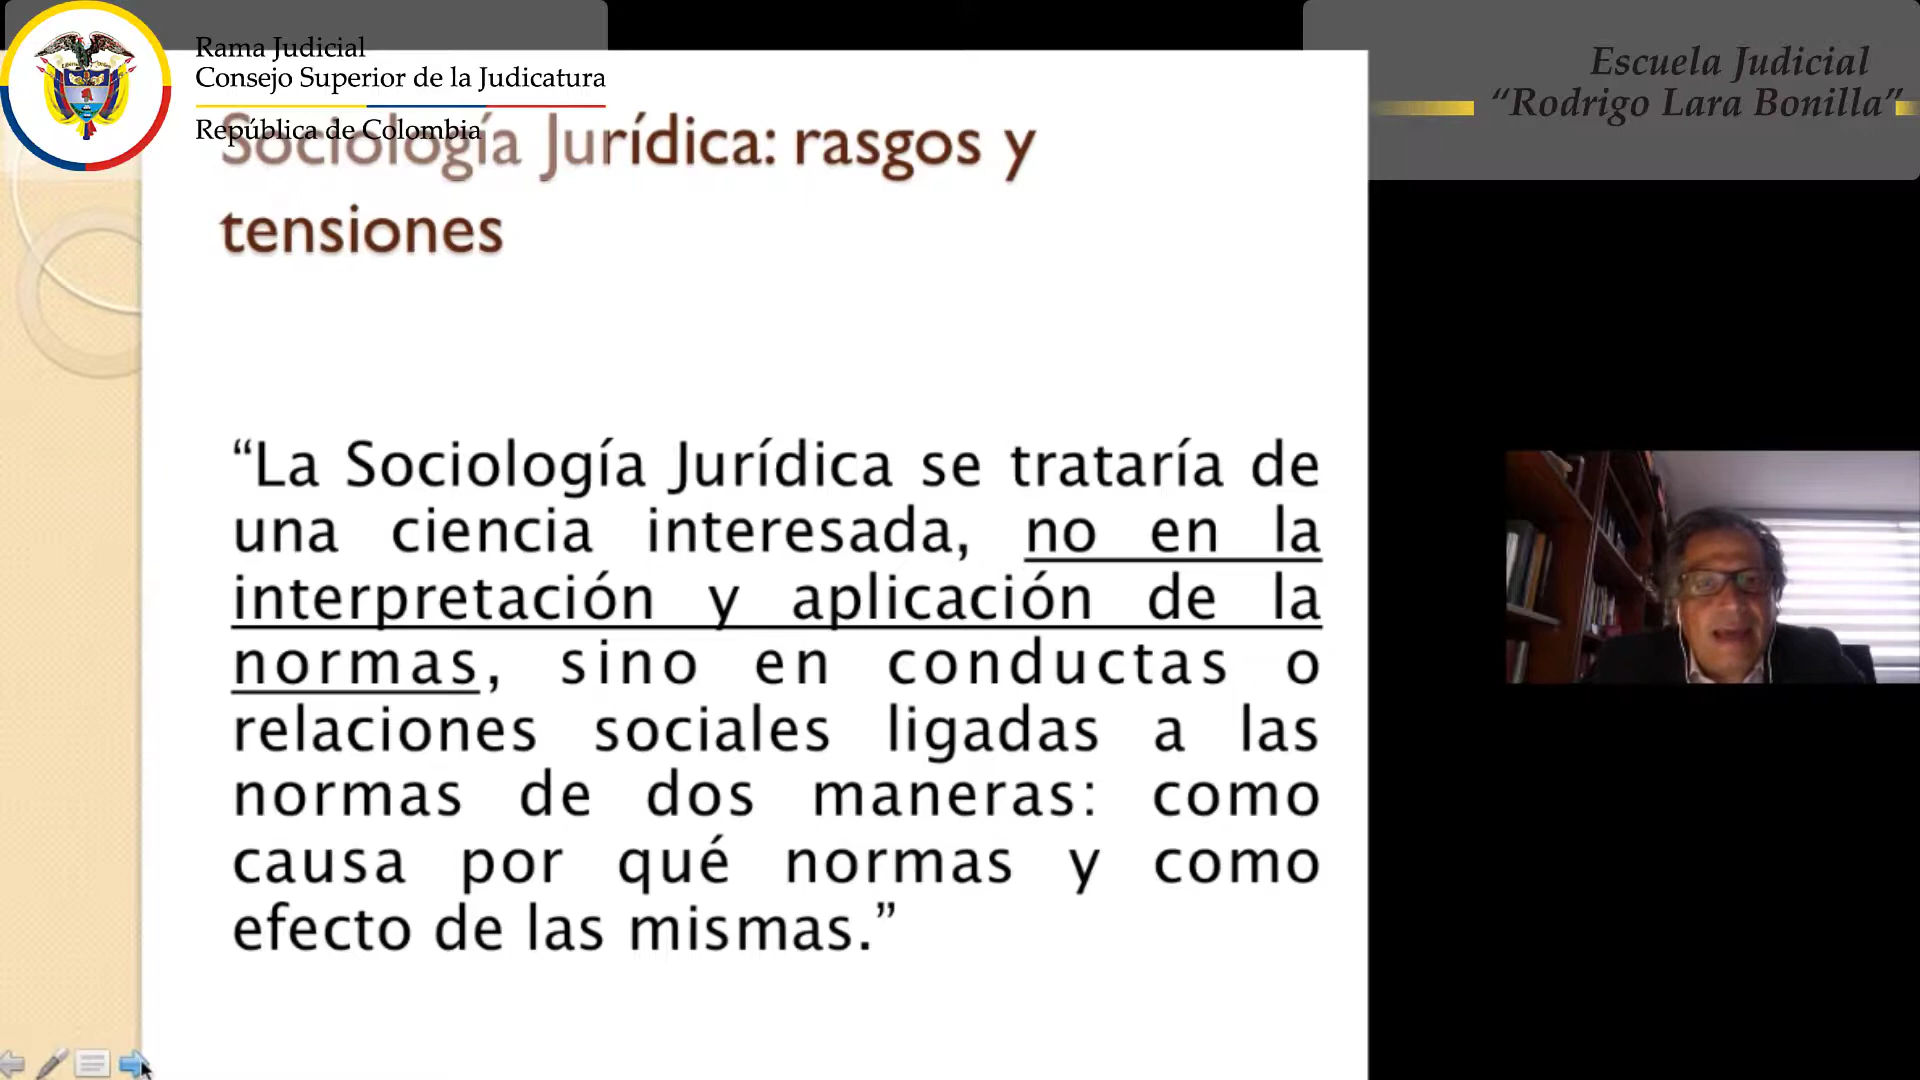 Rama Judicial
Consejo Superior de la Judicatura
República de Colombia
Escuela Judicial
“Rodrigo Lara Bonilla”
Sociología Jurídica: rasgos y
tensiones
“La Sociología Jurídica se trataría de
una ciencia interesada, no en la
interpretación y aplicación de la
normas, sino en conductas o
relaciones sociales ligadas a las
normas de dos maneras: como
causa por qué normas y como
efecto de las mismas.”